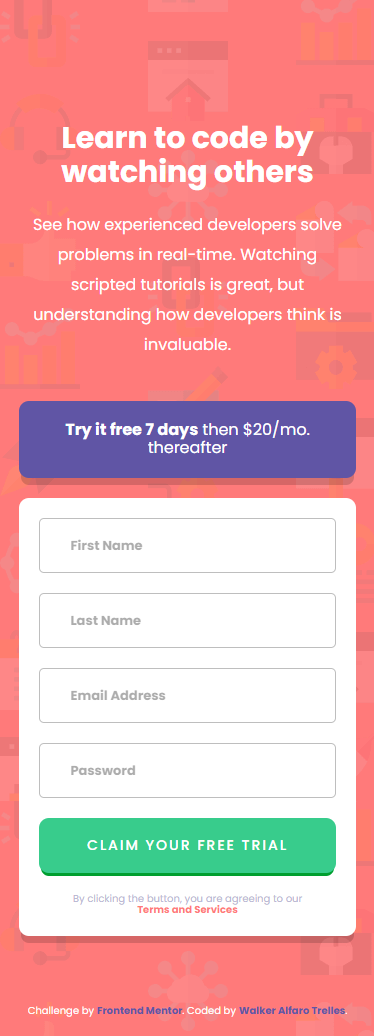 Learn to code by
watching others
See how experienced developers solve
problems in real-time. Watching
scripted tutorials is great, but
understanding how developers think is
invaluable.
Try it free 7 days then $20/mo.
thereafter
First Name
Last Name
Email Address
Password
CLAIM YOUR FREE TRIAL
By clicking the button, you are agreeing to our
Terms and Services
Challenge by Frontend Mentor. Coded by Walker Alfaro Trelles.